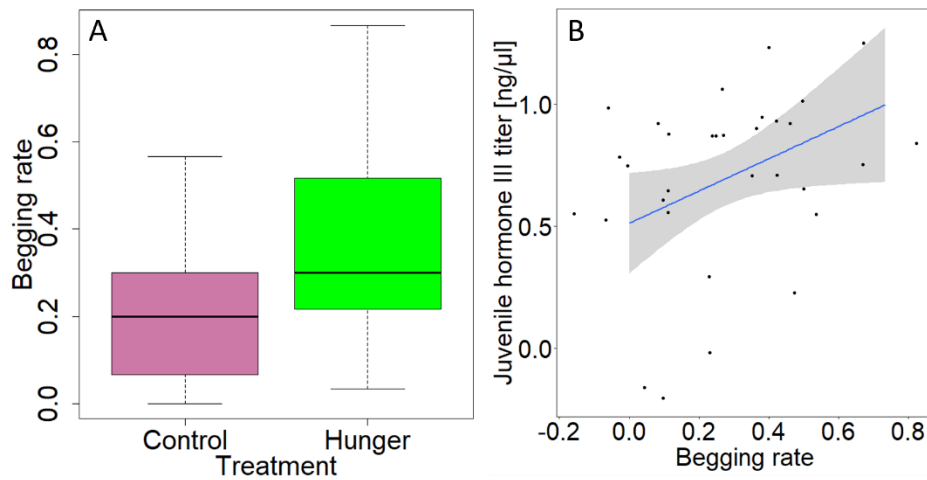 A
Begging rate
0.8
0.6
0.4
0.2
0.0
Control Hunger
Treatment
B
Juvenile hormone III titer [ng/µl]
1.0
0.5
0.0
-0.2 0.0 0.2 0.4 0.6 0.8
Begging rate